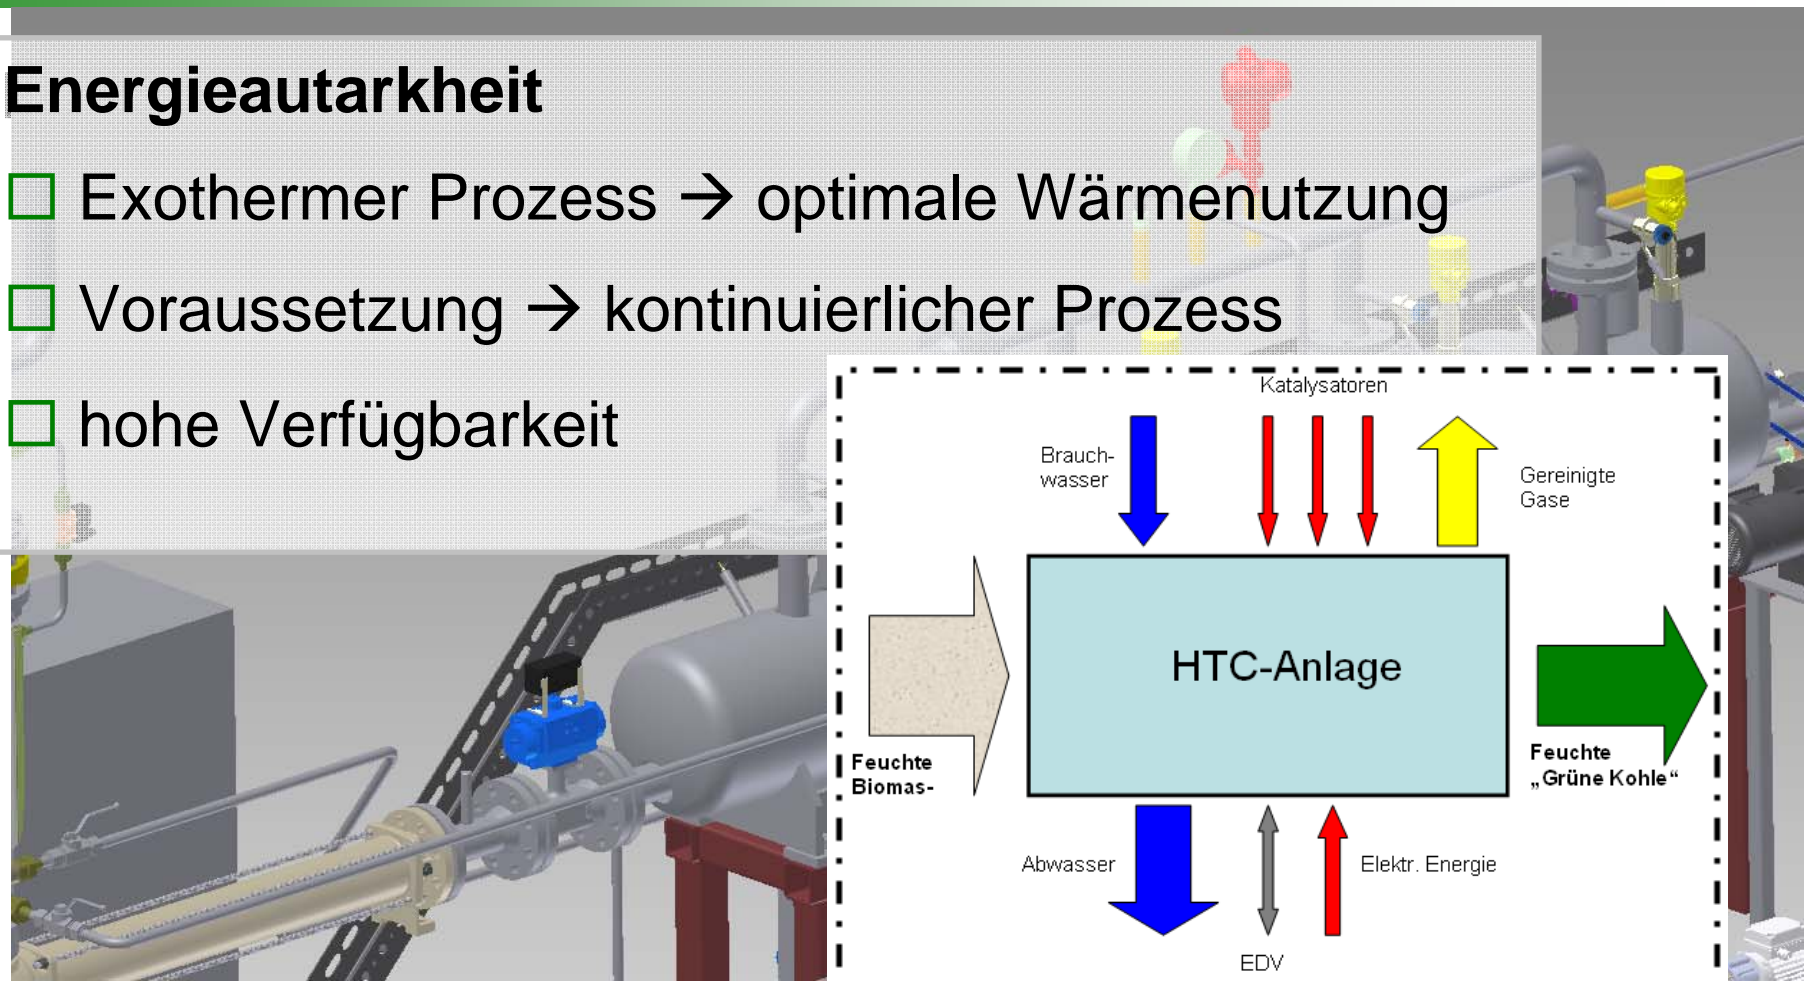 Energieautarkheit
Exothermer Prozess → optimale Wärmenutzung
Voraussetzung → kontinuierlicher Prozess
hohe Verfügbarkeit
Katalysatoren
Brauch-
wasser
Gereinigte
Gase
HTC-Anlage
Feuchte
Biomas-
Feuchte
„Grüne Kohle“
Abwasser
Elektr. Energie
EDV